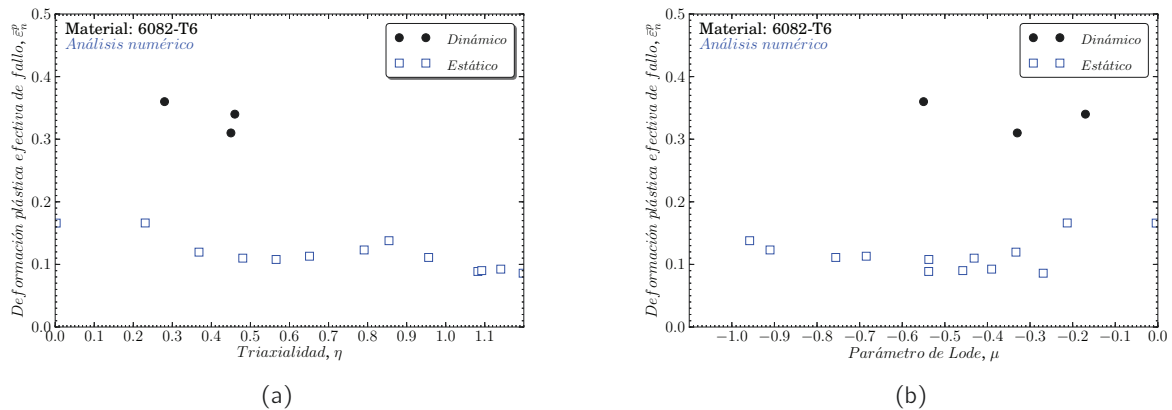 Deformación plástica efectiva de fallo, ε̄ₙᵖ
Material: 6082-T6
Análisis numérico
Dinámico
Estático
0.5
0.4
0.3
0.2
0.1
0.0
0.0 0.1 0.2 0.3 0.4 0.5 0.6 0.7 0.8 0.9 1.0 1.1
Triaxialidad, η
(a)
Deformación plástica efectiva de fallo, ε̄ₙᵖ
Material: 6082-T6
Análisis numérico
Dinámico
Estático
0.5
0.4
0.3
0.2
0.1
0.0
−1.0 −0.9 −0.8 −0.7 −0.6 −0.5 −0.4 −0.3 −0.2 −0.1 0.0
Parámetro de Lode, μ
(b)